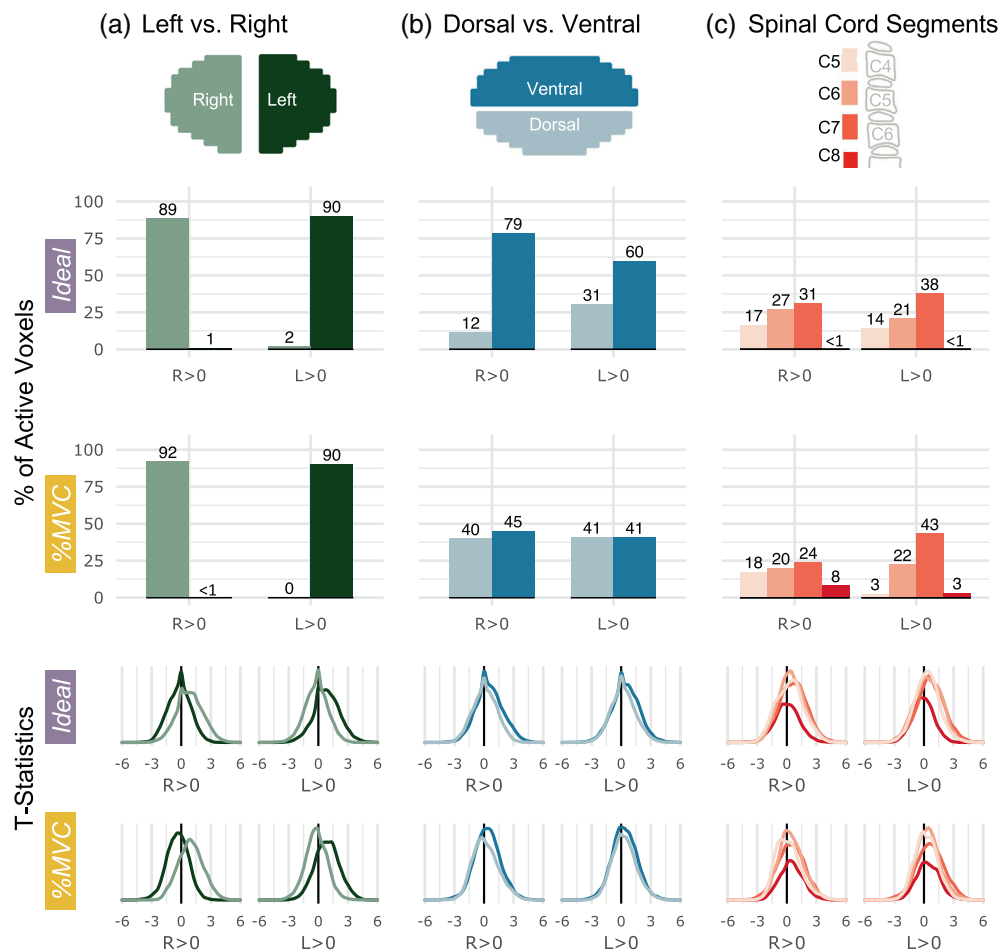 (a) Left vs. Right
(b) Dorsal vs. Ventral
(c) Spinal Cord Segments
Right
Left
Ventral
Dorsal
C5
C6
C7
C8
C4
C5
C6
% of Active Voxels
Ideal
100
75
50
25
0
89
1
2
90
R>0
L>0
12
79
31
60
R>0
L>0
17
27
31
<1
14
21
38
<1
R>0
L>0
%MVC
100
75
50
25
0
92
<1
0
90
R>0
L>0
40
45
41
41
R>0
L>0
18
20
24
8
3
22
43
3
R>0
L>0
T-Statistics
Ideal
-6 -3 0 3 6 -6 -3 0 3 6
R>0 L>0
-6 -3 0 3 6 -6 -3 0 3 6
R>0 L>0
-6 -3 0 3 6 -6 -3 0 3 6
R>0 L>0
%MVC
-6 -3 0 3 6 -6 -3 0 3 6
R>0 L>0
-6 -3 0 3 6 -6 -3 0 3 6
R>0 L>0
-6 -3 0 3 6 -6 -3 0 3 6
R>0 L>0